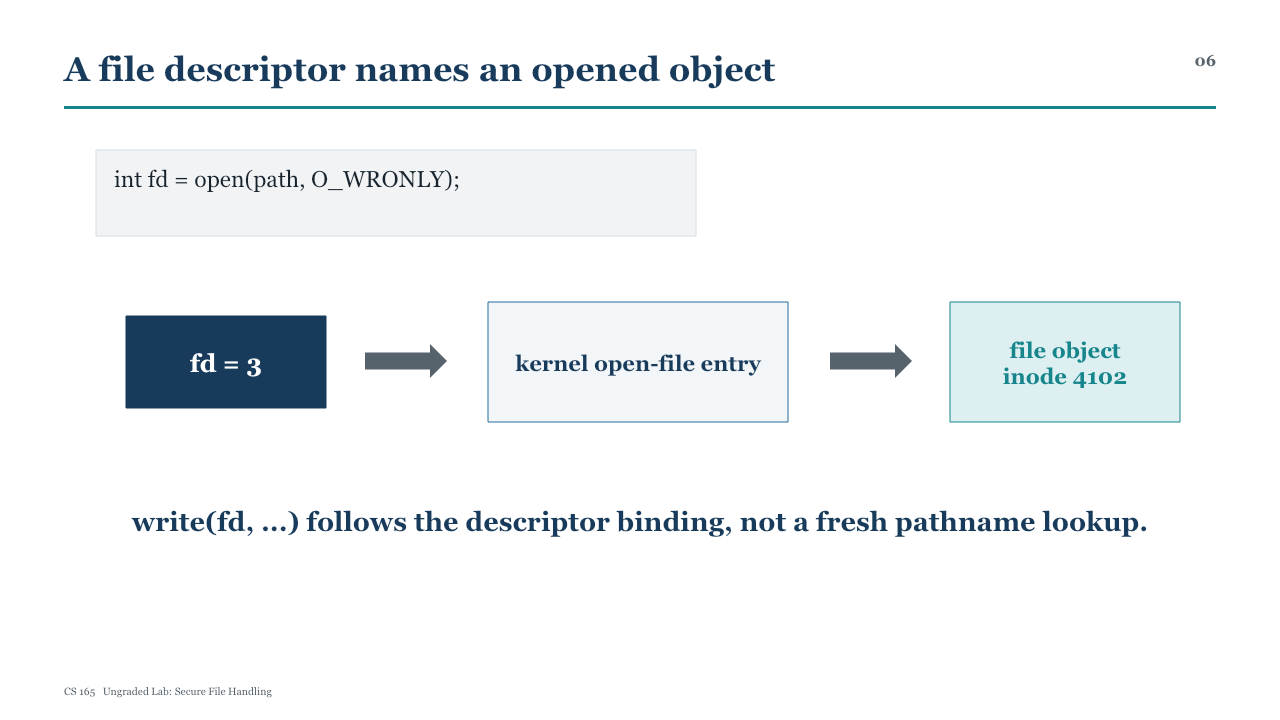 A file descriptor names an opened object
06
int fd = open(path, O_WRONLY);
fd = 3
kernel open-file entry
file object
inode 4102
write(fd, ...) follows the descriptor binding, not a fresh pathname lookup.
CS 165 Ungraded Lab: Secure File Handling